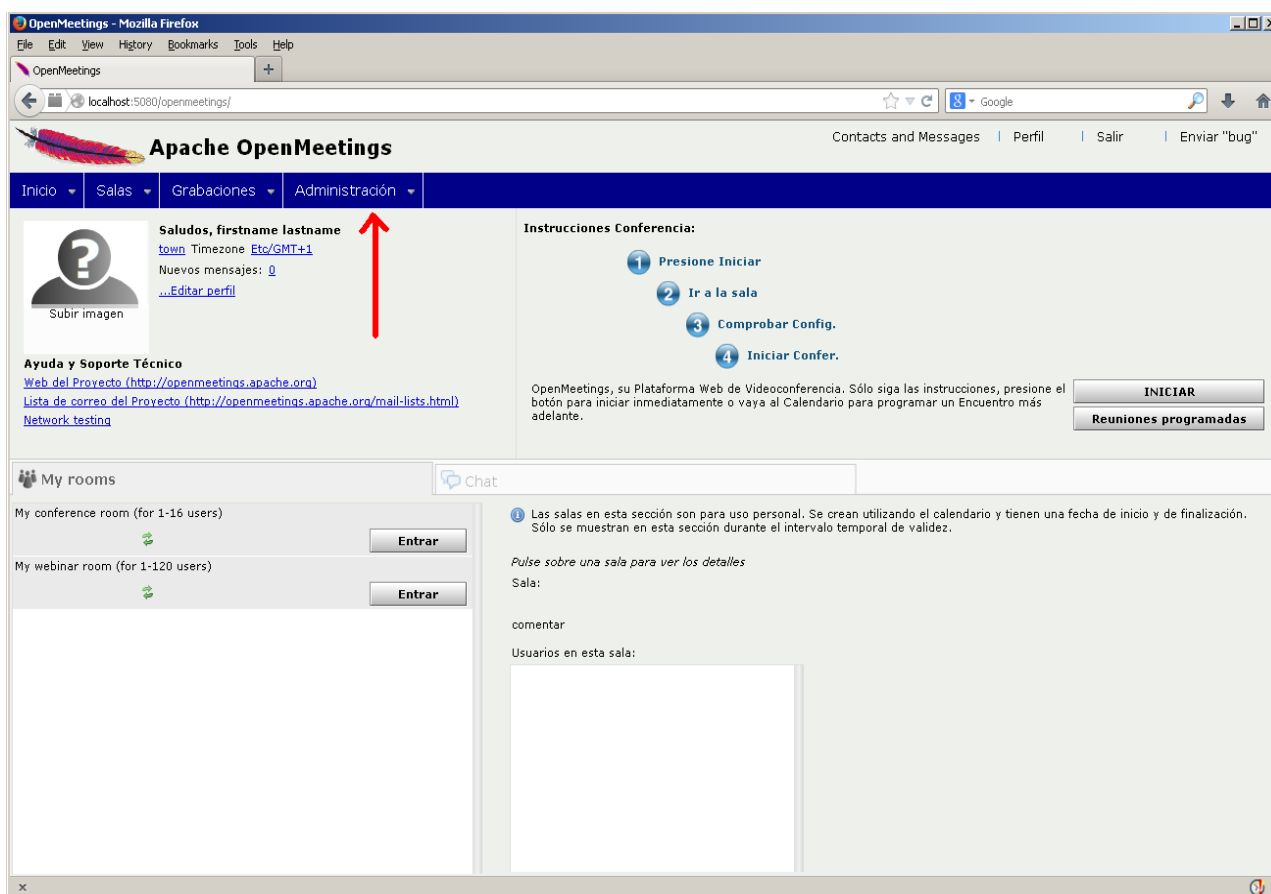 OpenMeetings - Mozilla Firefox
File Edit View History Bookmarks Tools Help
OpenMeetings
localhost:5080/openmeetings/
Google
Apache OpenMeetings
Contacts and Messages | Perfil | Salir | Enviar "bug"
Inicio Salas Grabaciones Administración
Saludos, firstname lastname
town Timezone Etc/GMT+1
Nuevos mensajes: 0
...Editar perfil
Subir imagen
Ayuda y Soporte Técnico
Web del Proyecto (http://openmeetings.apache.org)
Lista de correo del Proyecto (http://openmeetings.apache.org/mail-lists.html)
Network testing
Instrucciones Conferencia:
1 Presione Iniciar
2 Ir a la sala
3 Comprobar Config.
4 Iniciar Confer.
OpenMeetings, su Plataforma Web de Videoconferencia. Sólo siga las instrucciones, presione el
botón para iniciar inmediatamente o vaya al Calendario para programar un Encuentro más
adelante.
INICIAR
Reuniones programadas
My rooms
Chat
My conference room (for 1-16 users)
Entrar
My webinar room (for 1-120 users)
Entrar
Las salas en esta sección son para uso personal. Se crean utilizando el calendario y tienen una fecha de inicio y de finalización.
Sólo se muestran en esta sección durante el intervalo temporal de validez.
Pulse sobre una sala para ver los detalles
Sala:
comentar
Usuarios en esta sala:
x